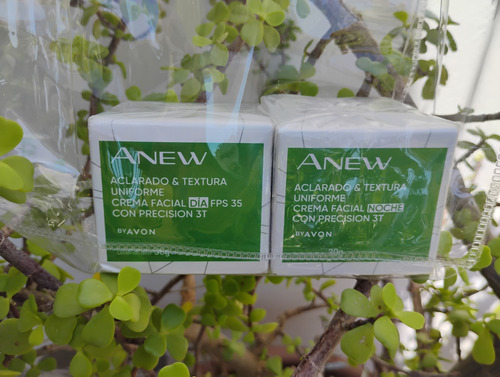 ANEW
ACLARADO & TEXTURA
UNIFORME
CREMA FACIAL DÍA FPS 35
CON PRECISION 3T
BY AVON
ANEW
ACLARADO & TEXTURA
UNIFORME
CREMA FACIAL NOCHE
CON PRECISION 3T
BY AVON